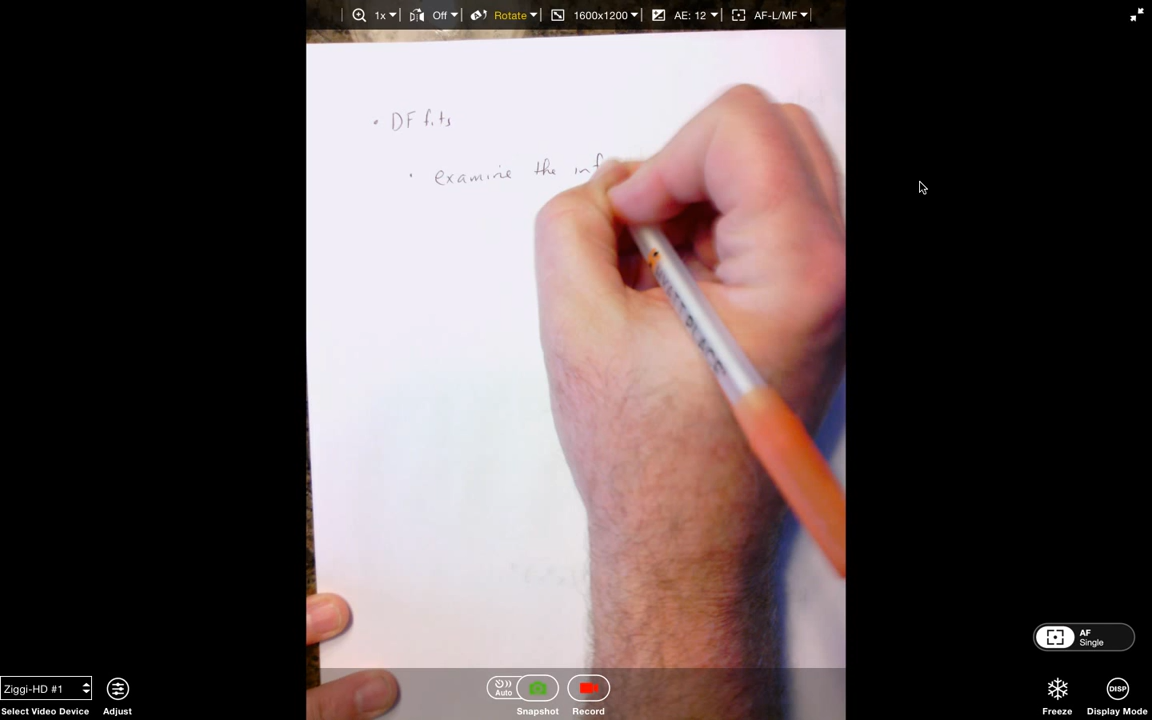 1x Off Rotate 1600x1200 AE: 12 AF-L/MF
• DF fits
• examine the inf
Ziggi-HD #1
Select Video Device
Adjust
Auto
Snapshot
Record
AF
Single
Freeze
DISP
Display Mode